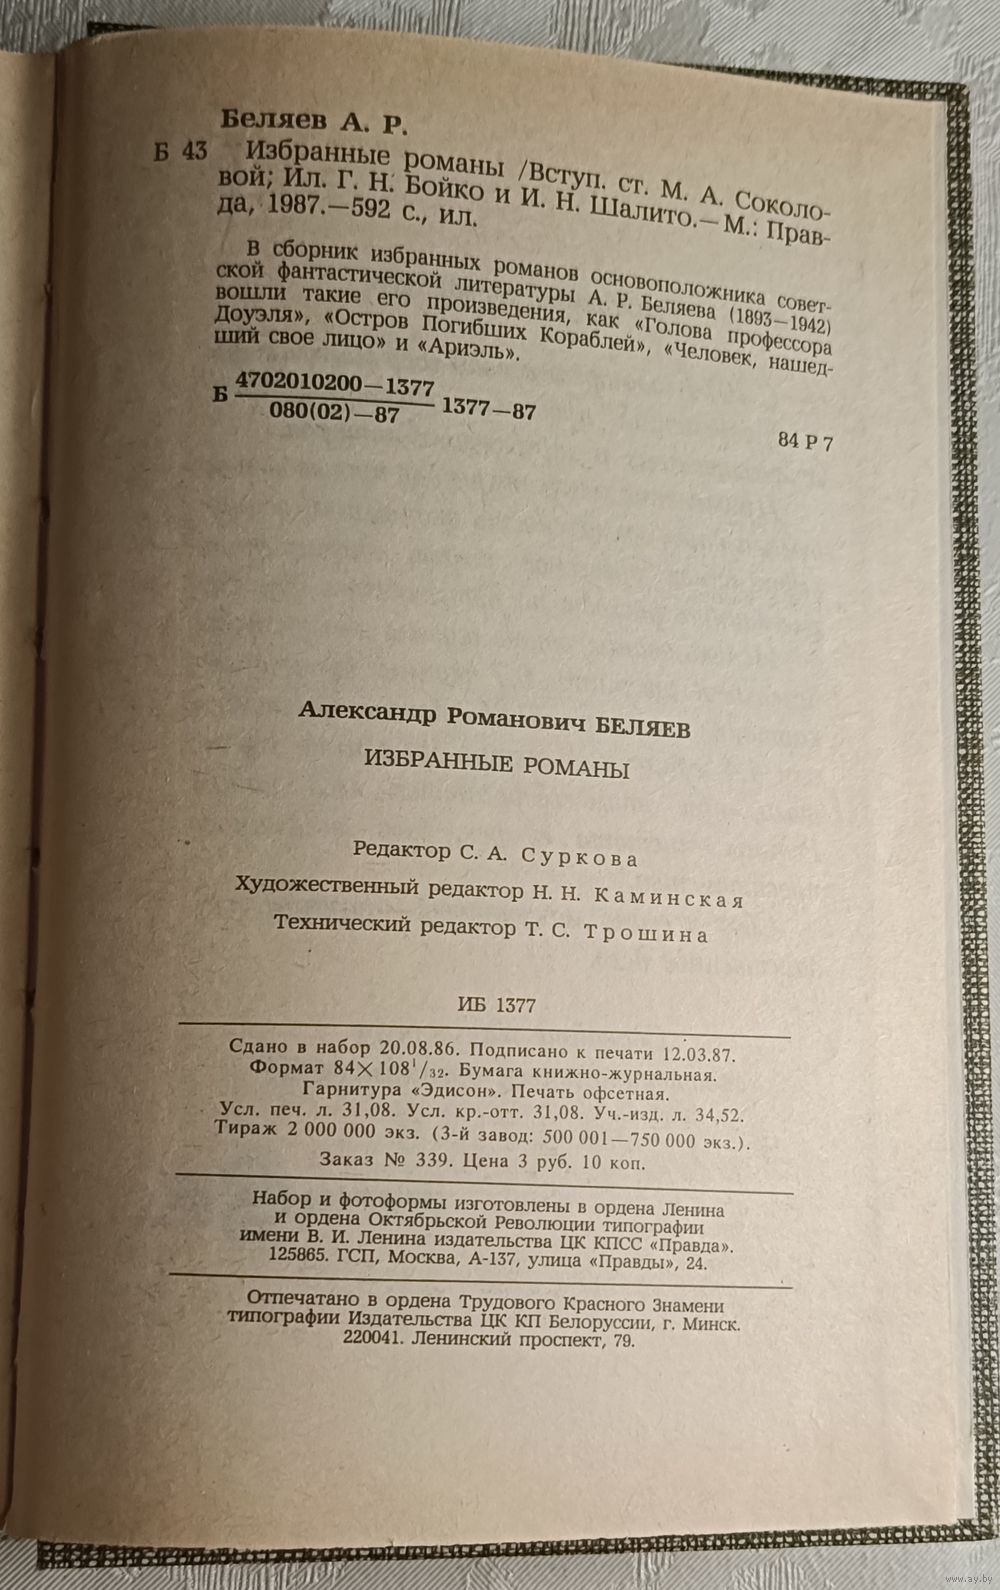 Беляев А. Р.
Б 43 Избранные романы /Вступ. ст. М. А. Соколо-
вой; Ил. Г. Н. Бойко и И. Н. Шалито.— М.: Прав-
да, 1987.—592 с., ил.
В сборник избранных романов основоположника совет-
ской фантастической литературы А. Р. Беляева (1893—1942)
вошли такие его произведения, как «Голова профессора
Доуэля», «Остров Погибших Кораблей», «Человек, нашед-
ший свое лицо» и «Ариэль».
4702010200—1377
Б 1377—87
080(02)—87
84 Р 7
Александр Романович БЕЛЯЕВ
ИЗБРАННЫЕ РОМАНЫ
Редактор С. А. Суркова
Художественный редактор Н. Н. Каминская
Технический редактор Т. С. Трошина
ИБ 1377
Сдано в набор 20.08.86. Подписано к печати 12.03.87.
Формат 84×108¹/₃₂. Бумага книжно-журнальная.
Гарнитура «Эдисон». Печать офсетная.
Усл. печ. л. 31,08. Усл. кр.-отт. 31,08. Уч.-изд. л. 34,52.
Тираж 2 000 000 экз. (3-й завод: 500 001—750 000 экз.).
Заказ № 339. Цена 3 руб. 10 коп.
Набор и фотоформы изготовлены в ордена Ленина
и ордена Октябрьской Революции типографии
имени В. И. Ленина издательства ЦК КПСС «Правда».
125865. ГСП, Москва, А-137, улица «Правды», 24.
Отпечатано в ордена Трудового Красного Знамени
типографии Издательства ЦК КП Белоруссии, г. Минск.
220041. Ленинский проспект, 79.
www.ay.by